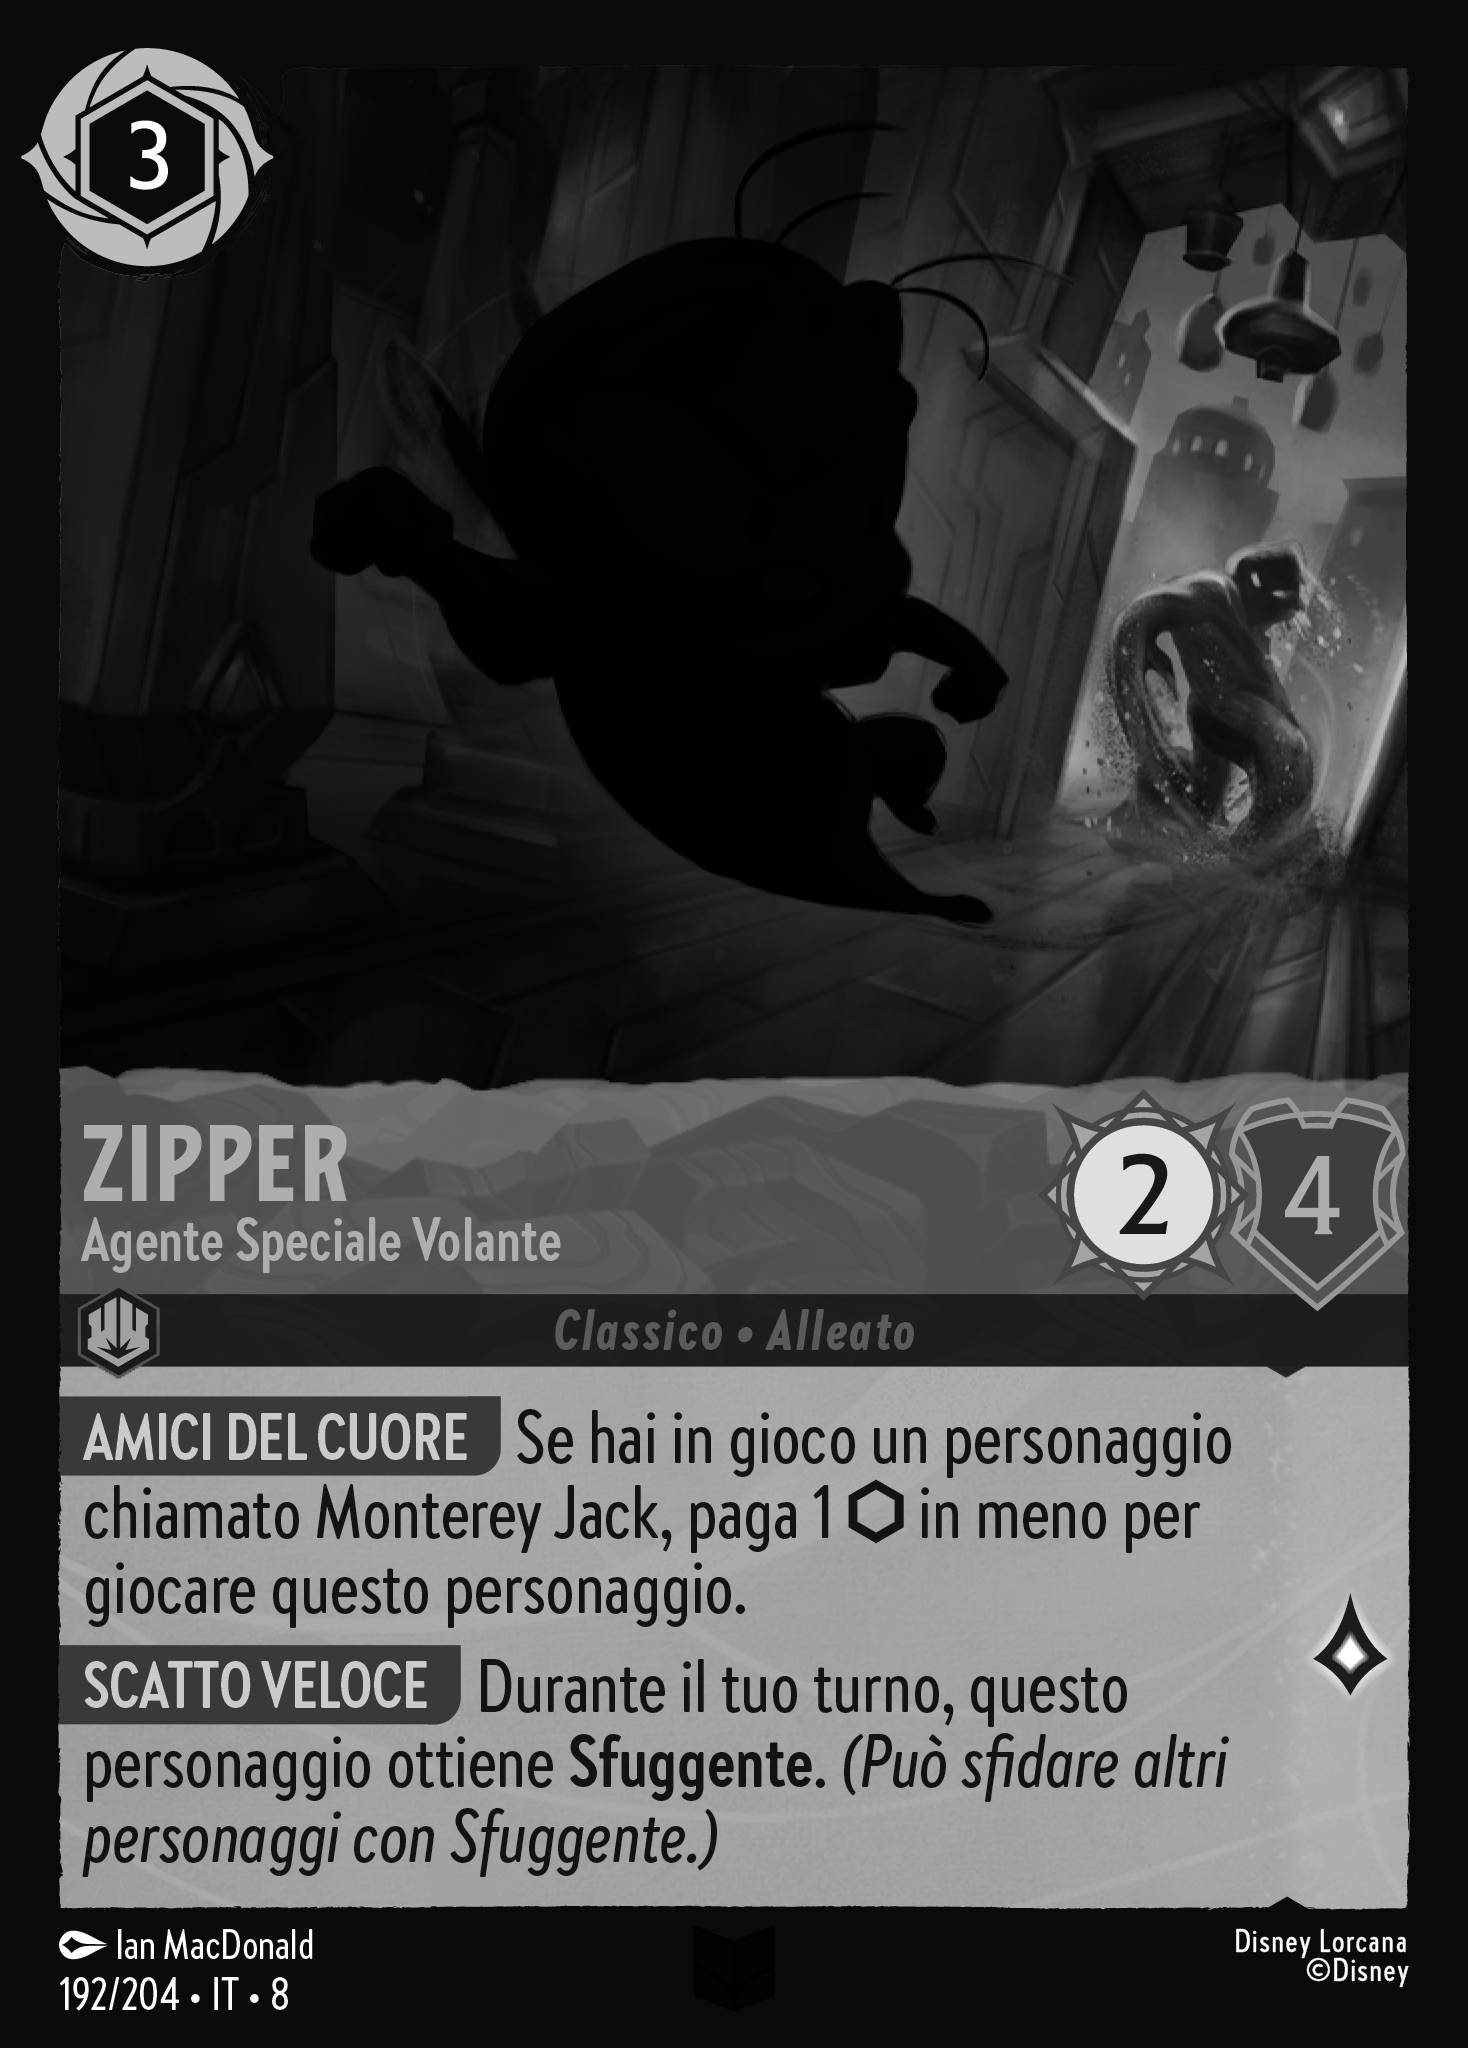 3
ZIPPER
Agente Speciale Volante
2
4
Classico • Alleato
AMICI DEL CUORE Se hai in gioco un personaggio
chiamato Monterey Jack, paga 1 ⬡ in meno per
giocare questo personaggio.
SCATTO VELOCE Durante il tuo turno, questo
personaggio ottiene Sfuggente. (Può sfidare altri
personaggi con Sfuggente.)
Ian MacDonald
192/204 • IT • 8
Disney Lorcana
©Disney